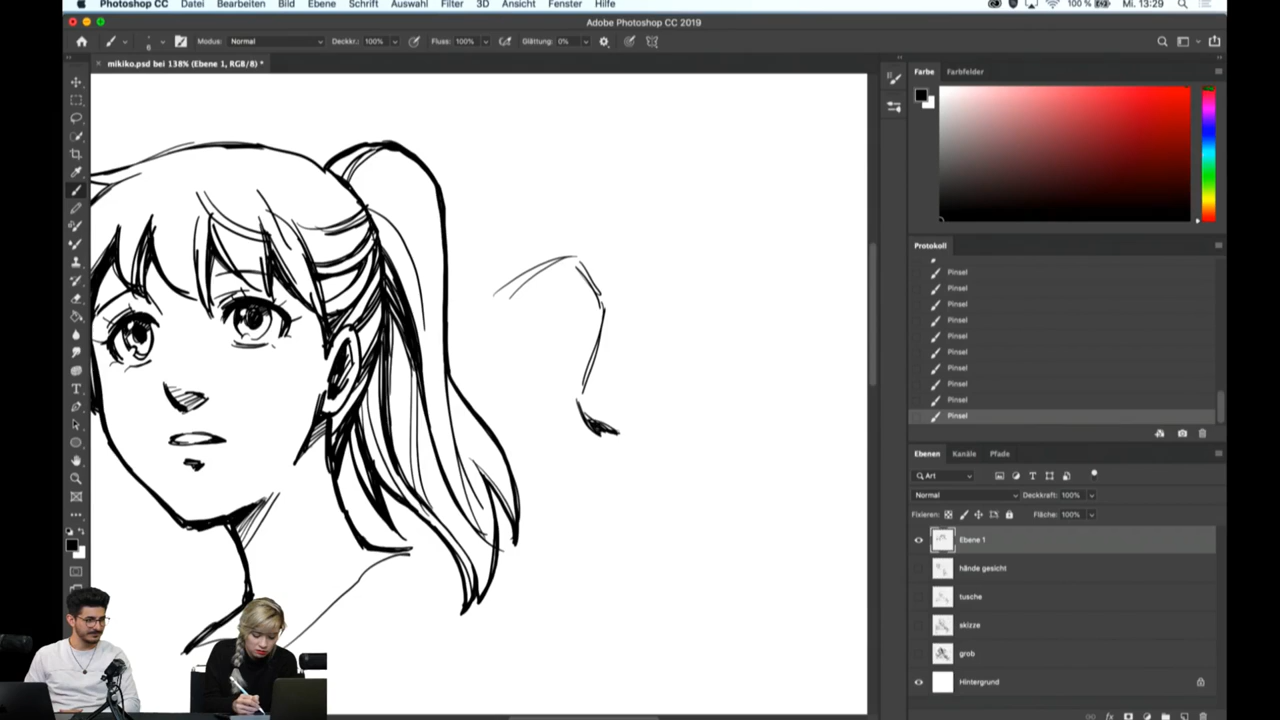 Photoshop CC Datei Bearbeiten Bild Ebene Schrift Auswahl Filter 3D Ansicht Fenster Hilfe 100 % Mi. 13:29
Adobe Photoshop CC 2019
6 Modus: Normal Deckkr.: 100% Fluss: 100% Glättung: 0%
× mikiko.psd bei 138% (Ebene 1, RGB/8) *
Farbe Farbfelder
Protokoll
Pinsel
Pinsel
Pinsel
Pinsel
Pinsel
Pinsel
Pinsel
Pinsel
Pinsel
Pinsel
Ebenen Kanäle Pfade
Art
Normal Deckkraft: 100%
Fixieren: Fläche: 100%
Ebene 1
hände gesicht
tusche
skizze
grob
Hintergrund
fx